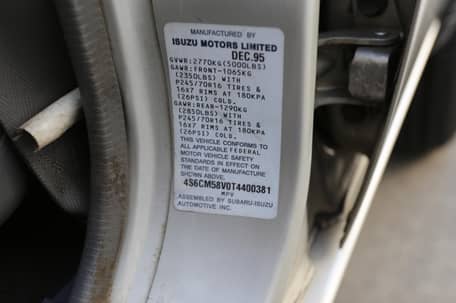 MANUFACTURED BY
ISUZU MOTORS LIMITED
DEC.95
GVWR:2770KG(5000LBS)
GAWR:FRONT-1065KG
(2350LBS) WITH
P245/70R16 TIRES &
16X7 RIMS AT 180KPA
(26PSI) COLD.
GAWR:REAR-1290KG
(2850LBS) WITH
P245/70R16 TIRES &
16X7 RIMS AT 180KPA
(26PSI) COLD.
THIS VEHICLE CONFORMS TO
ALL APPLICABLE FEDERAL
MOTOR VEHICLE SAFETY
STANDARDS IN EFFECT ON
THE DATE OF MANUFACTURE
SHOWN ABOVE.
4S6CM58V0T4400381
MPV
ASSEMBLED BY SUBARU-ISUZU
AUTOMOTIVE INC.